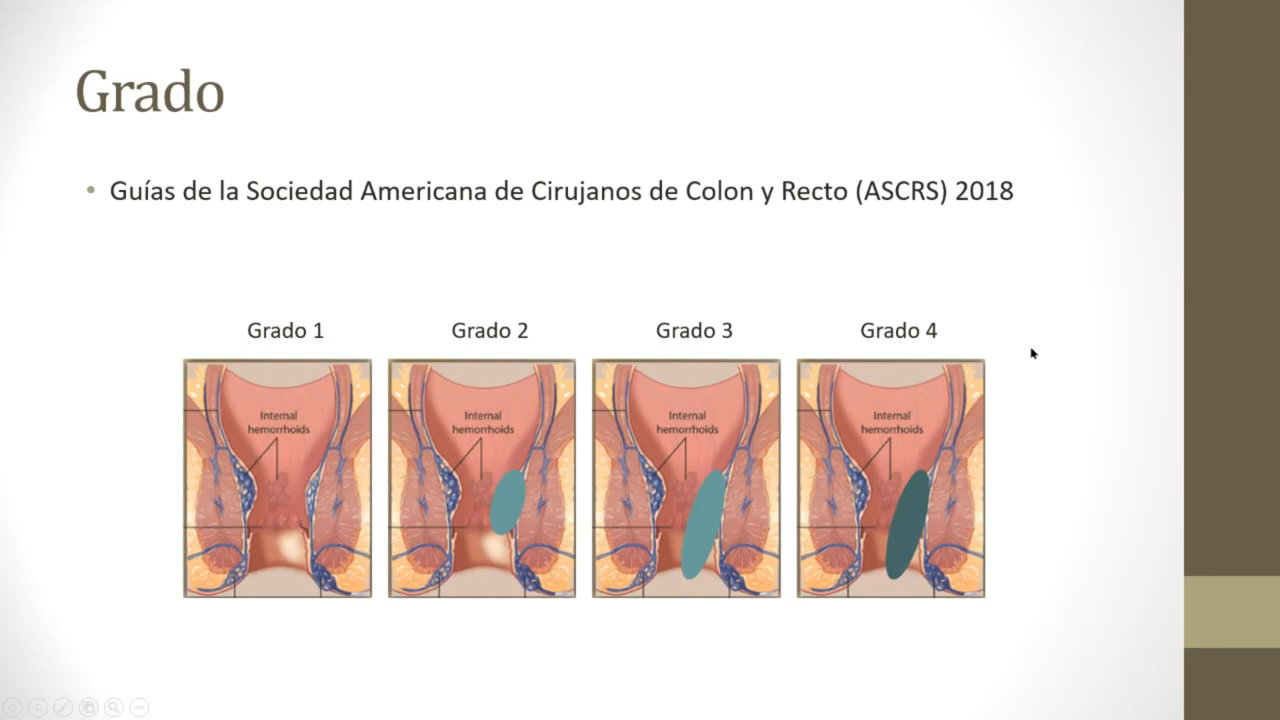 Grado
Guías de la Sociedad Americana de Cirujanos de Colon y Recto (ASCRS) 2018
Grado 1
Grado 2
Grado 3
Grado 4
Internal
hemorrhoids
Internal
hemorrhoids
Internal
hemorrhoids
Internal
hemorrhoids